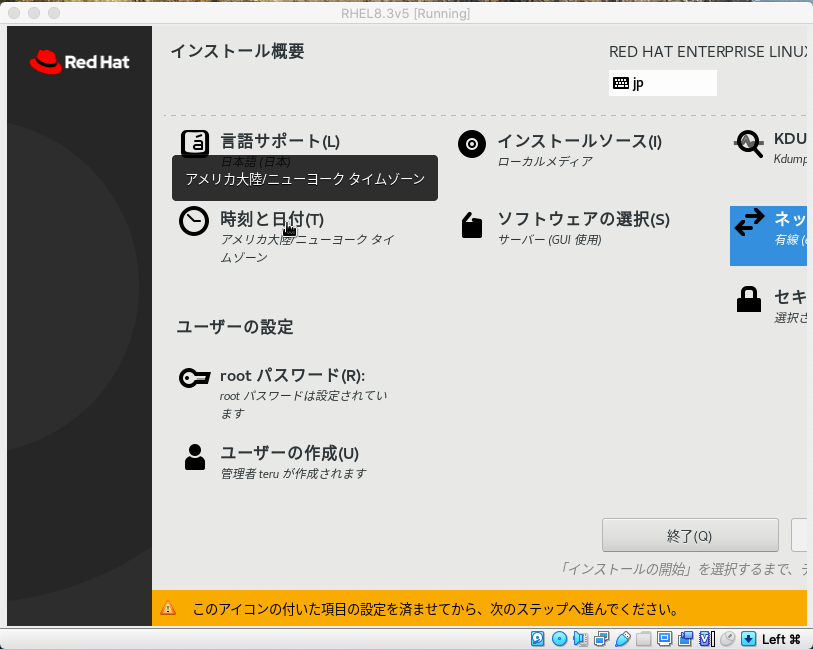 RHEL8.3v5 [Running]
Red Hat
インストール概要
RED HAT ENTERPRISE LINUX
jp
言語サポート(L)
日本語 (日本)
インストールソース(I)
ローカルメディア
KDU
Kdump
アメリカ大陸/ニューヨーク タイムゾーン
時刻と日付(T)
アメリカ大陸/ニューヨーク タイ
ムゾーン
ソフトウェアの選択(S)
サーバー (GUI 使用)
ネッ
有線 (
セキ
選択さ
ユーザーの設定
root パスワード(R):
root パスワードは設定されてい
ます
ユーザーの作成(U)
管理者 teru が作成されます
終了(Q)
「インストールの開始」を選択するまで、デ
このアイコンの付いた項目の設定を済ませてから、次のステップへ進んでください。
Left ⌘